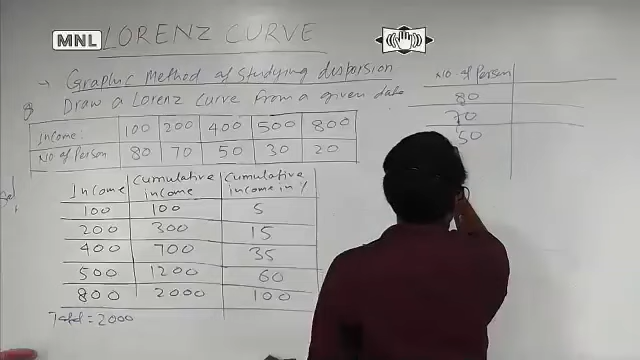 MNL
LORENZ CURVE
→ Graphic Method of studying dispersion
Q Draw a Lorenz Curve from a given data
Income: 100 200 400 500 800
No of Person 80 70 50 30 20
Income Cumulative income Cumulative income in %
100 100 5
200 300 15
400 700 35
500 1200 60
800 2000 100
Total = 2000
No of Person
80
70
50